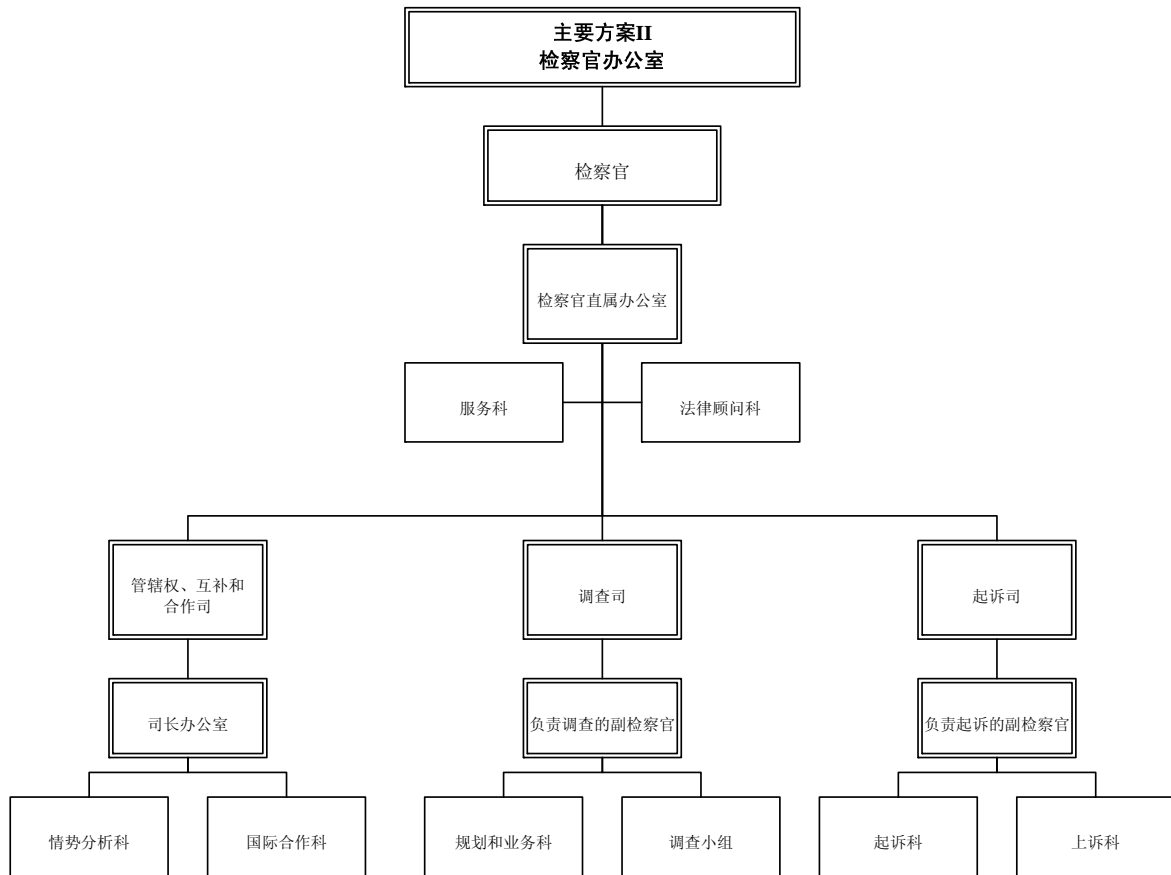 主要方案II
检察官办公室
检察官
检察官直属办公室
服务科
法律顾问科
管辖权、互补和
合作司
调查司
起诉司
司长办公室
负责调查的副检察官
负责起诉的副检察官
情势分析科
国际合作科
规划和业务科
调查小组
起诉科
上诉科